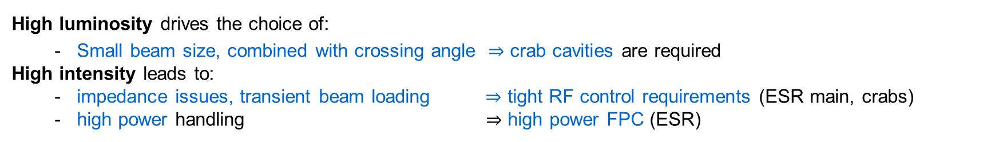 High luminosity drives the choice of:
- Small beam size, combined with crossing angle ⇒ crab cavities are required
High intensity leads to:
- impedance issues, transient beam loading ⇒ tight RF control requirements (ESR main, crabs)
- high power handling ⇒ high power FPC (ESR)